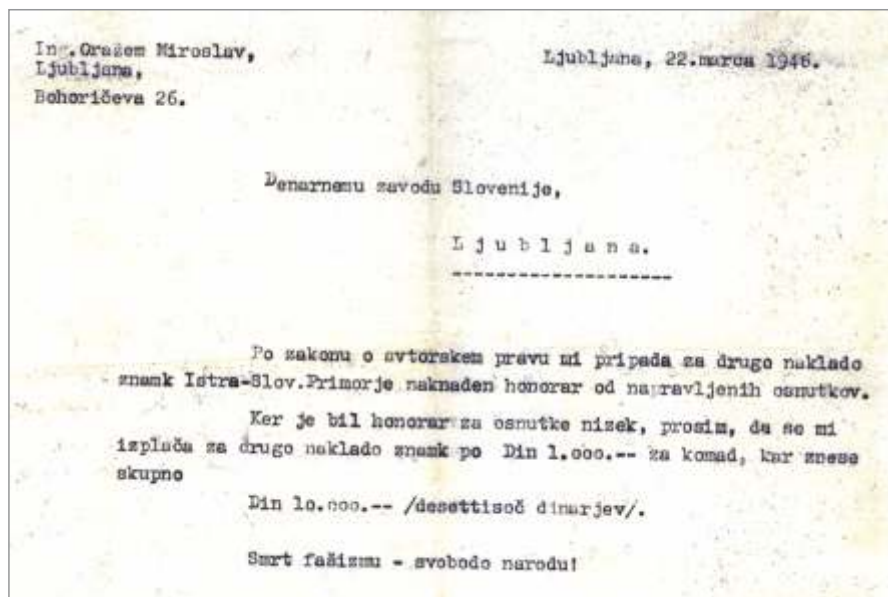 Ing.Oražem Miroslav,
Ljubljana, 22.marca 1946.
Ljubljana,
Bohoričeva 26.
Denarnemu zavodu Slovenije,
L j u b l j a n a.
--------------------
Po zakonu o avtorskem pravu mi pripada za drugo naklado
znamk Istra-Slov.Primorje naknaden honorar od napravljenih osnutkov.
Ker je bil honorar za osnutke nizek, prosim, da se mi
izplača za drugo naklado znamk po Din 1.ooo.-- za komad, kar znese
skupno
Din lo.ooo.-- /desettisoč dinarjev/.
Smrt fašizmu - svobodo narodu!